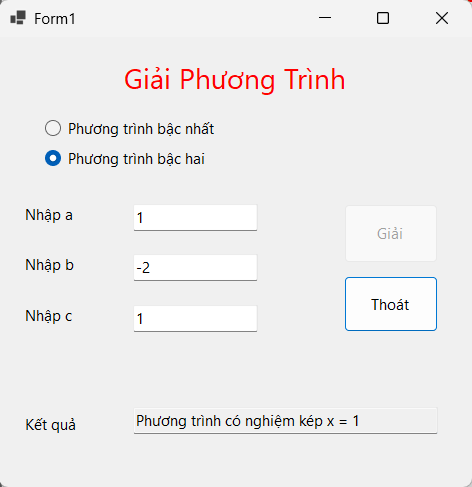 Form1
Giải Phương Trình
Phương trình bậc nhất
Phương trình bậc hai
Nhập a
1
Giải
Nhập b
-2
Thoát
Nhập c
1
Kết quả
Phương trình có nghiệm kép x = 1